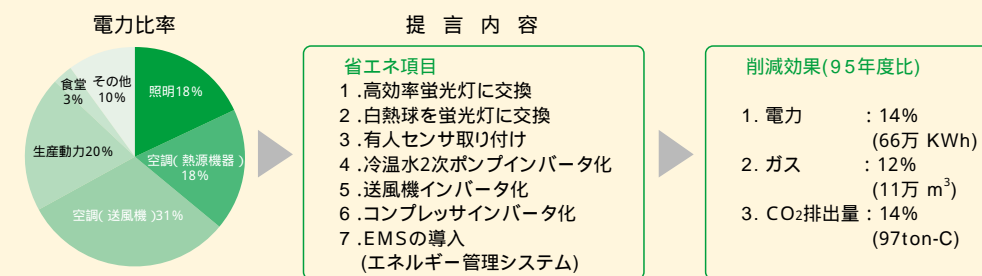 電力比率
照明18%
空調(熱源機器)
18%
空調(送風機)31%
生産動力20%
食堂
3%
その他
10%
提言内容
省エネ項目
1.高効率蛍光灯に交換
2.白熱球を蛍光灯に交換
3.有人センサ取り付け
4.冷温水2次ポンプインバータ化
5.送風機インバータ化
6.コンプレッサインバータ化
7.EMSの導入
(エネルギー管理システム)
削減効果(95年度比)
1. 電力 : 14%
(66万 KWh)
2. ガス : 12%
(11万 m³)
3. CO₂排出量 : 14%
(97ton-C)